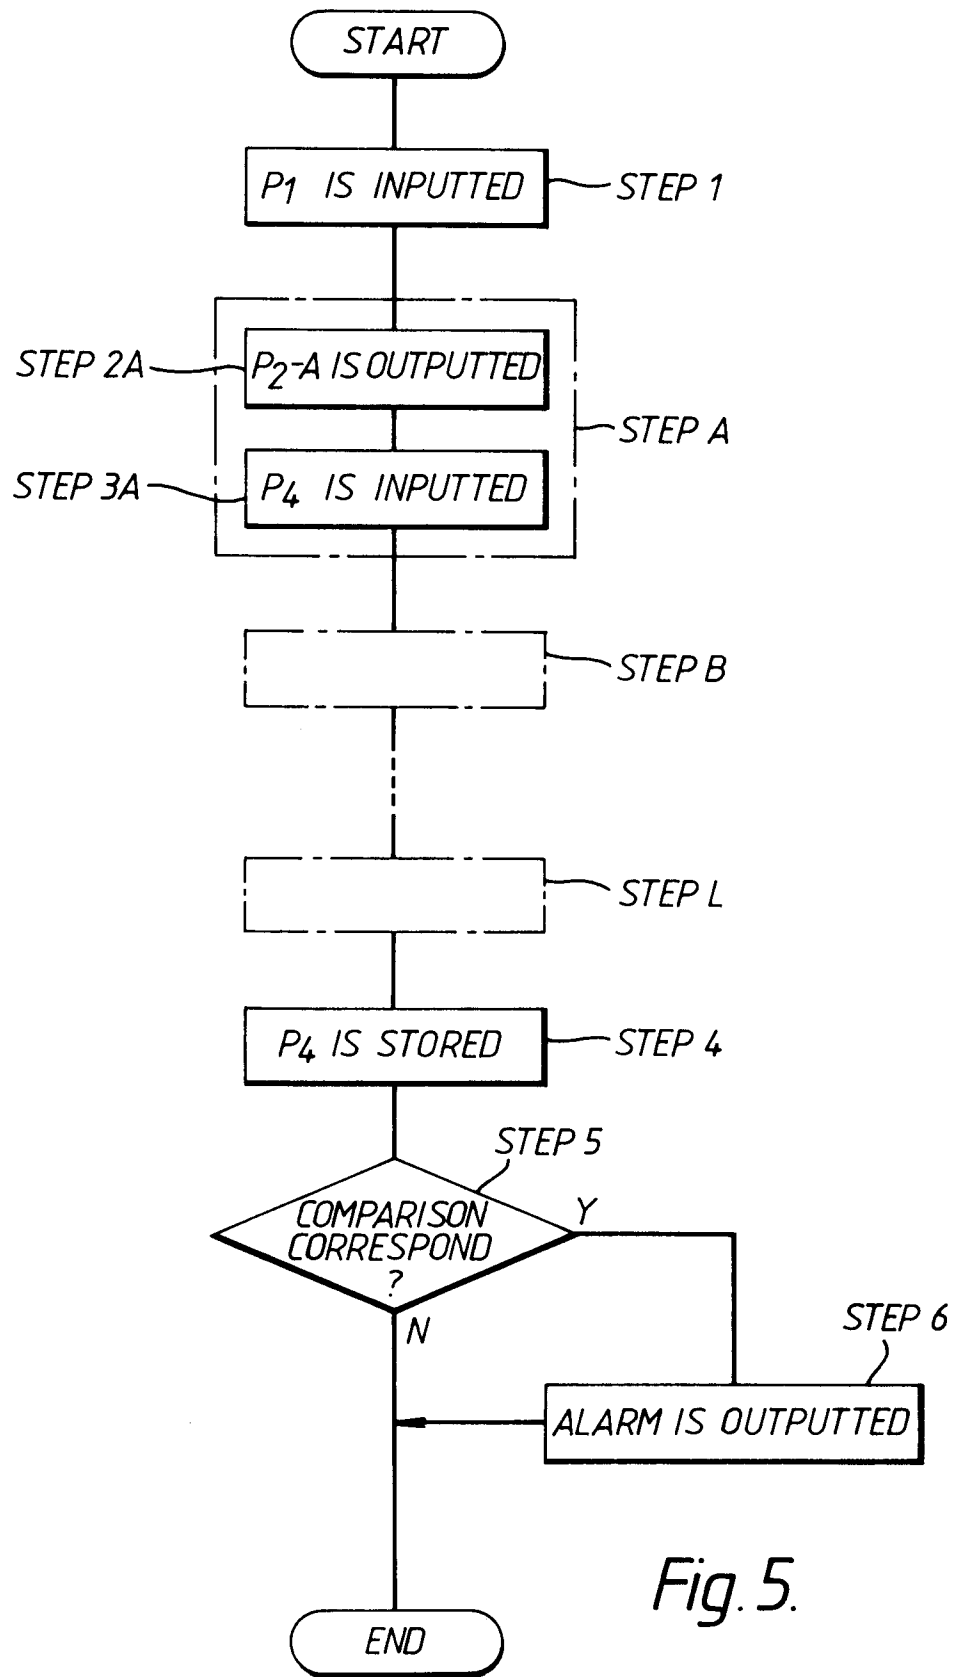 START
P1 IS INPUTTED
STEP 1
STEP 2A
P2-A IS OUTPUTTED
STEP A
STEP 3A
P4 IS INPUTTED
STEP B
STEP L
P4 IS STORED
STEP 4
STEP 5
COMPARISON
CORRESPOND
?
Y
N
STEP 6
ALARM IS OUTPUTTED
Fig. 5.
END